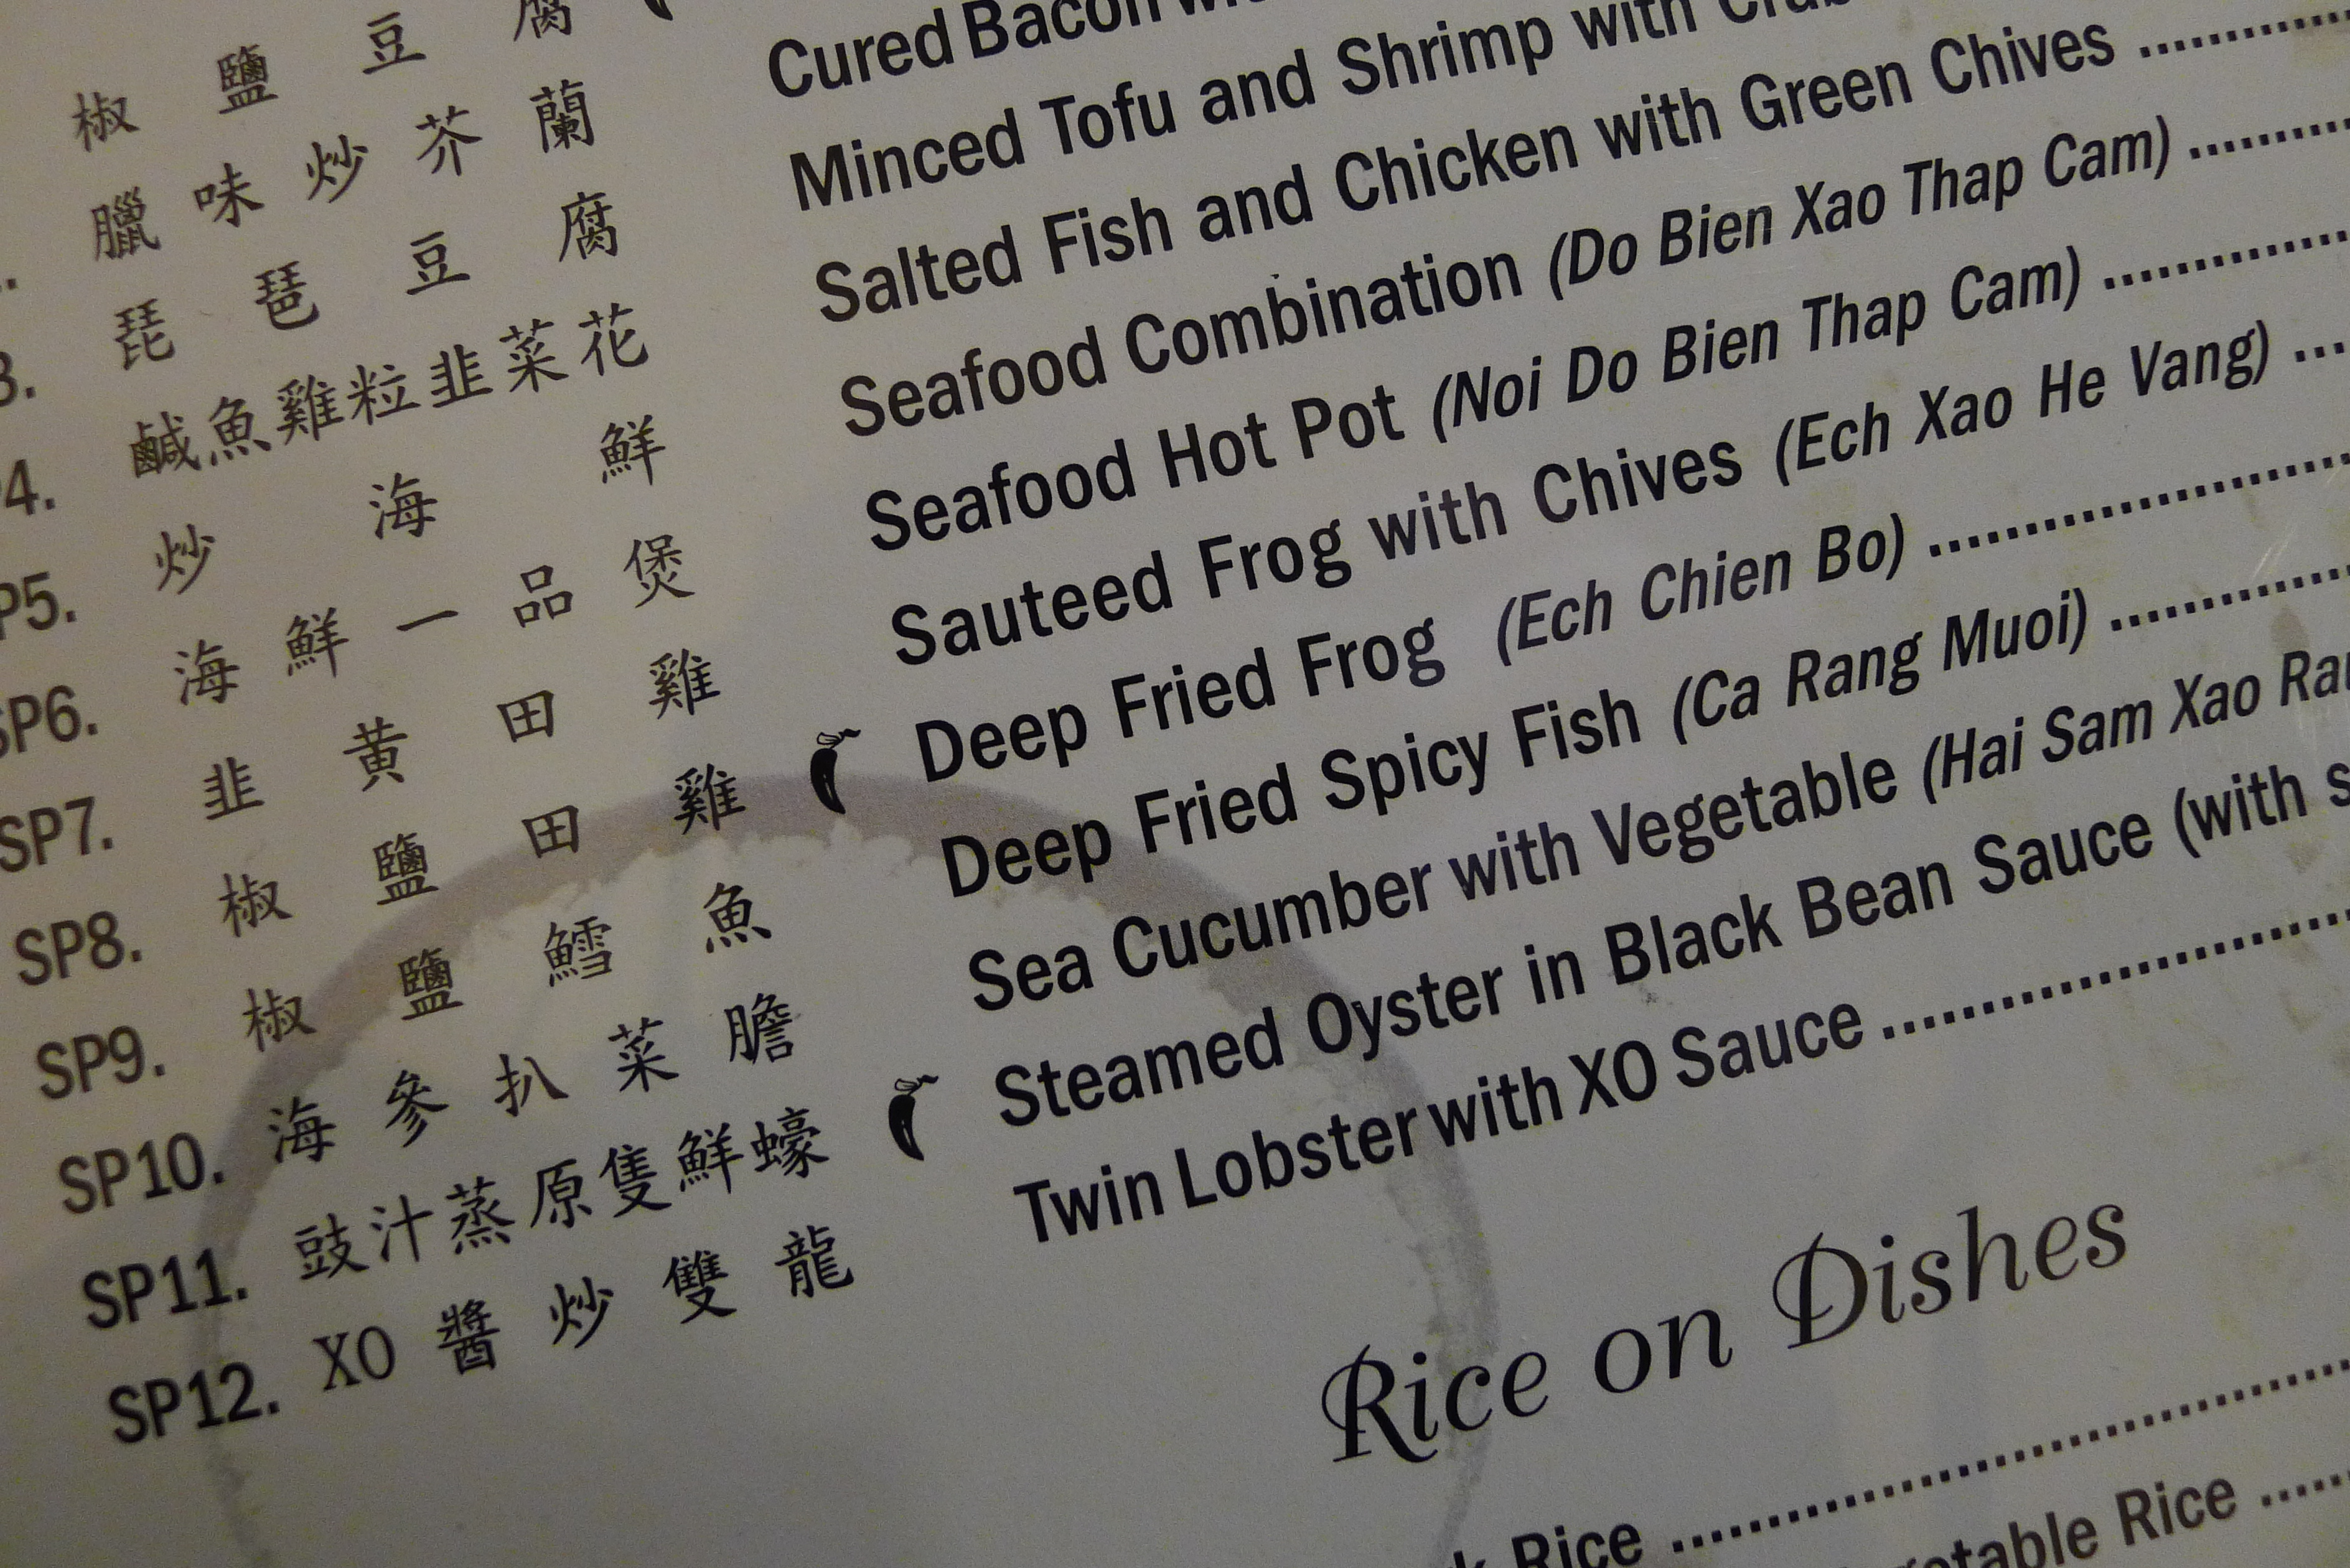 椒鹽豆腐
臘味炒芥蘭 Cured Bacon
3. 琵琶豆腐 Minced Tofu and Shrimp with
4. 鹹魚雞粒韭菜花 Salted Fish and Chicken with Green Chives
P5. 炒海鮮 Seafood Combination (Do Bien Xao Thap Cam)
SP6. 海鮮一品煲 Seafood Hot Pot (Noi Do Bien Thap Cam)
SP7. 韭黃田雞 Sauteed Frog with Chives (Ech Xao He Vang)
SP8. 椒鹽田雞 Deep Fried Frog (Ech Chien Bo)
SP9. 椒鹽鱈魚 Deep Fried Spicy Fish (Ca Rang Muoi)
SP10. 海參扒菜膽 Sea Cucumber with Vegetable (Hai Sam Xao
SP11. 豉汁蒸原隻鮮蠔 Steamed Oyster in Black Bean Sauce (with
SP12. XO 醬炒雙龍 Twin Lobster with XO Sauce
Rice on Dishes
Rice
Rice